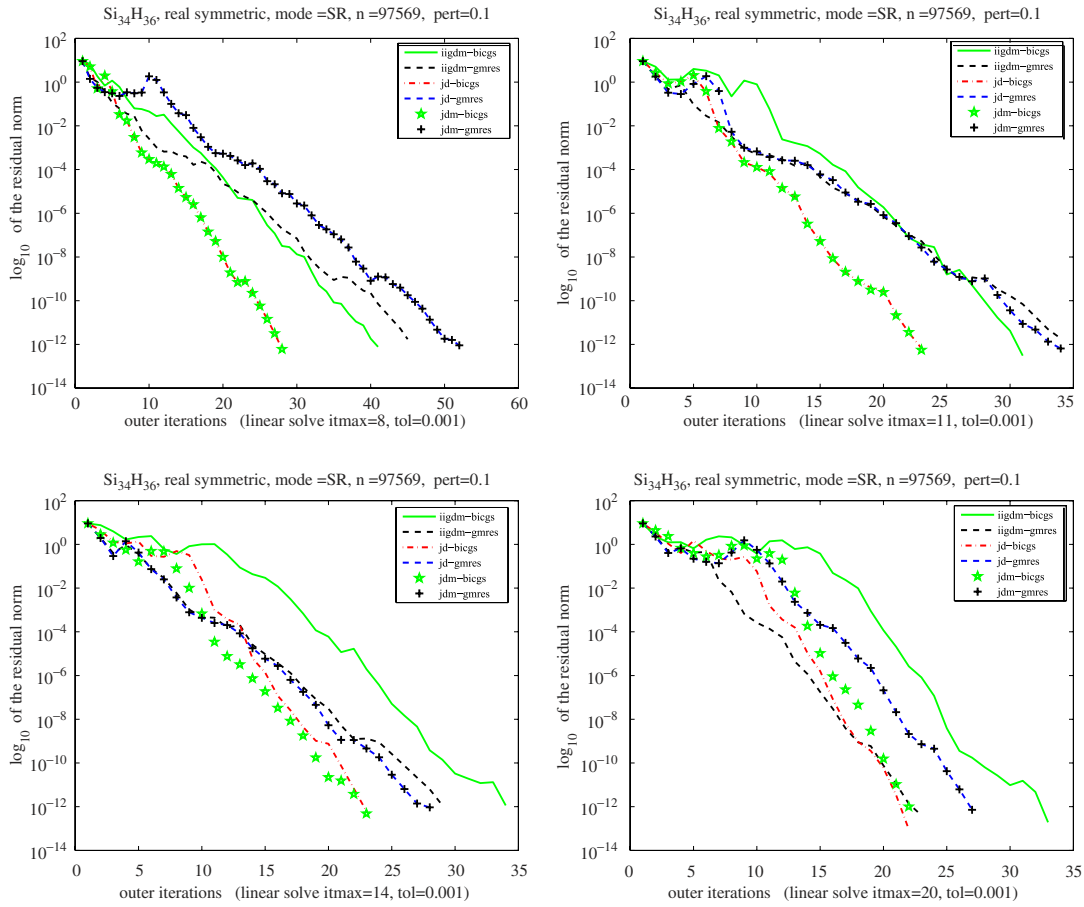 Si34H36, real symmetric, mode =SR, n =97569, pert=0.1
log10 of the residual norm
10^2
10^0
10^−2
10^−4
10^−6
10^−8
10^−10
10^−12
10^−14
iigdm−bicgs
iigdm−gmres
jd−bicgs
jd−gmres
jdm−bicgs
jdm−gmres
0 10 20 30 40 50 60
outer iterations (linear solve itmax=8, tol=0.001)
Si34H36, real symmetric, mode =SR, n =97569, pert=0.1
log10 of the residual norm
10^2
10^0
10^−2
10^−4
10^−6
10^−8
10^−10
10^−12
10^−14
iigdm−bicgs
iigdm−gmres
jd−bicgs
jd−gmres
jdm−bicgs
jdm−gmres
0 5 10 15 20 25 30 35
outer iterations (linear solve itmax=11, tol=0.001)
Si34H36, real symmetric, mode =SR, n =97569, pert=0.1
log10 of the residual norm
10^2
10^0
10^−2
10^−4
10^−6
10^−8
10^−10
10^−12
10^−14
iigdm−bicgs
iigdm−gmres
jd−bicgs
jd−gmres
jdm−bicgs
jdm−gmres
0 5 10 15 20 25 30 35
outer iterations (linear solve itmax=14, tol=0.001)
Si34H36, real symmetric, mode =SR, n =97569, pert=0.1
log10 of the residual norm
10^2
10^0
10^−2
10^−4
10^−6
10^−8
10^−10
10^−12
10^−14
iigdm−bicgs
iigdm−gmres
jd−bicgs
jd−gmres
jdm−bicgs
jdm−gmres
0 5 10 15 20 25 30 35
outer iterations (linear solve itmax=20, tol=0.001)